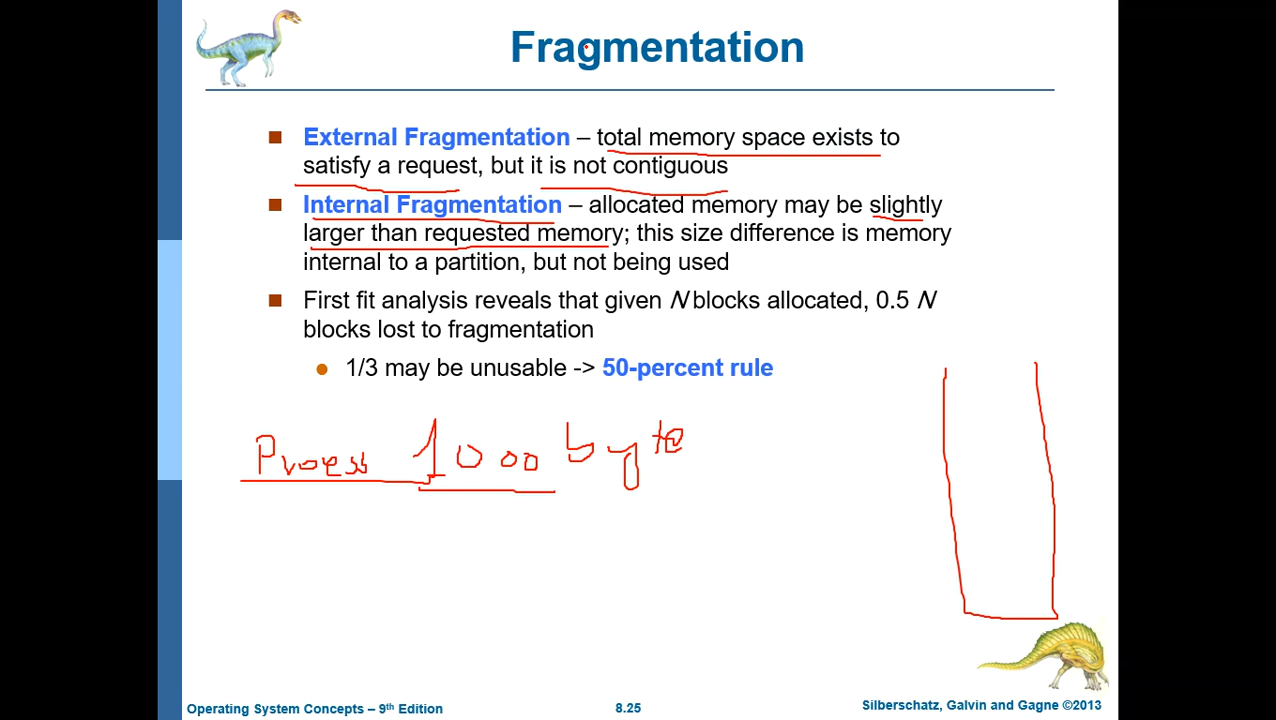 Fragmentation
■ External Fragmentation – total memory space exists to
satisfy a request, but it is not contiguous
■ Internal Fragmentation – allocated memory may be slightly
larger than requested memory; this size difference is memory
internal to a partition, but not being used
■ First fit analysis reveals that given N blocks allocated, 0.5 N
blocks lost to fragmentation
● 1/3 may be unusable -> 50-percent rule
Proess 1000 byte
Operating System Concepts – 9th Edition
8.25
Silberschatz, Galvin and Gagne ©2013